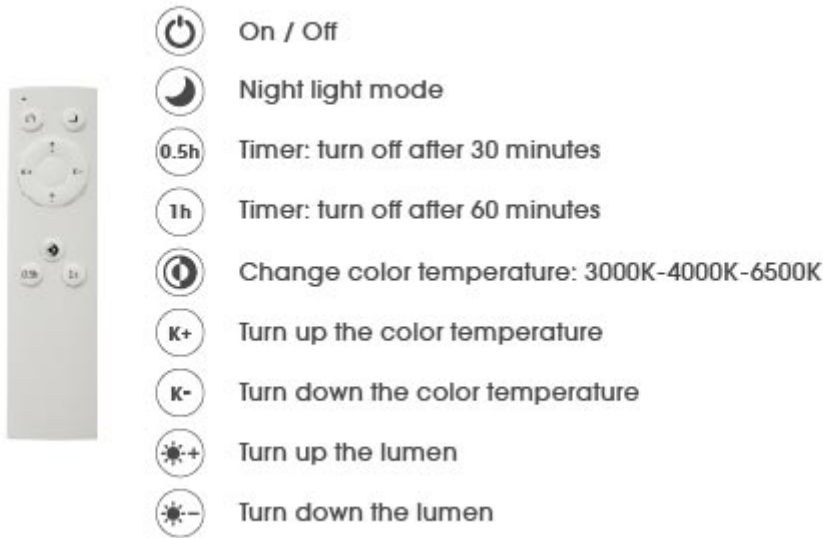 On / Off
Night light mode
0.5h Timer: turn off after 30 minutes
1h Timer: turn off after 60 minutes
Change color temperature: 3000K-4000K-6500K
K+ Turn up the color temperature
K- Turn down the color temperature
+ Turn up the lumen
- Turn down the lumen
K+
K-
0.5h